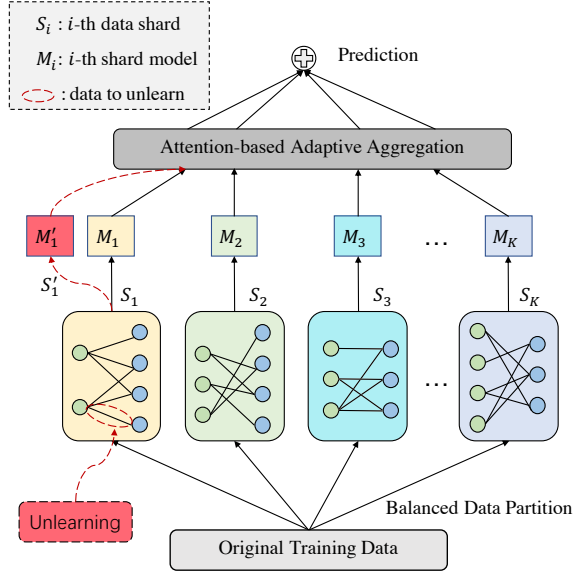 S_i: i-th data shard
M_i: i-th shard model
: data to unlearn
Prediction
Attention-based Adaptive Aggregation
M′_1 M_1 M_2 M_3 ... M_K
S′_1 S_1 S_2 S_3 S_K
...
Unlearning
Balanced Data Partition
Original Training Data